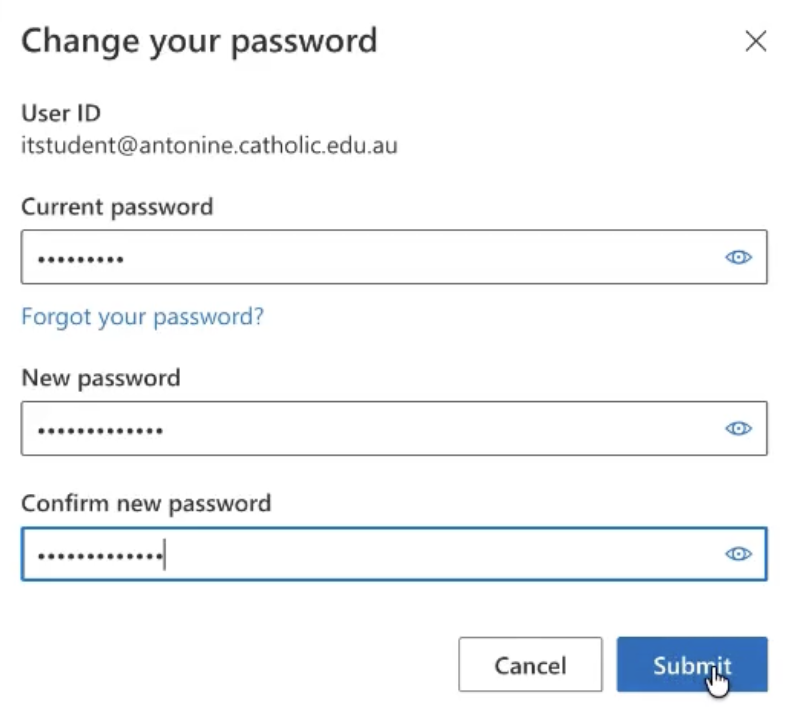 Change your password
User ID
itstudent@antonine.catholic.edu.au
Current password
•••••••••
Forgot your password?
New password
•••••••••••••
Confirm new password
•••••••••••••
Cancel
Submit